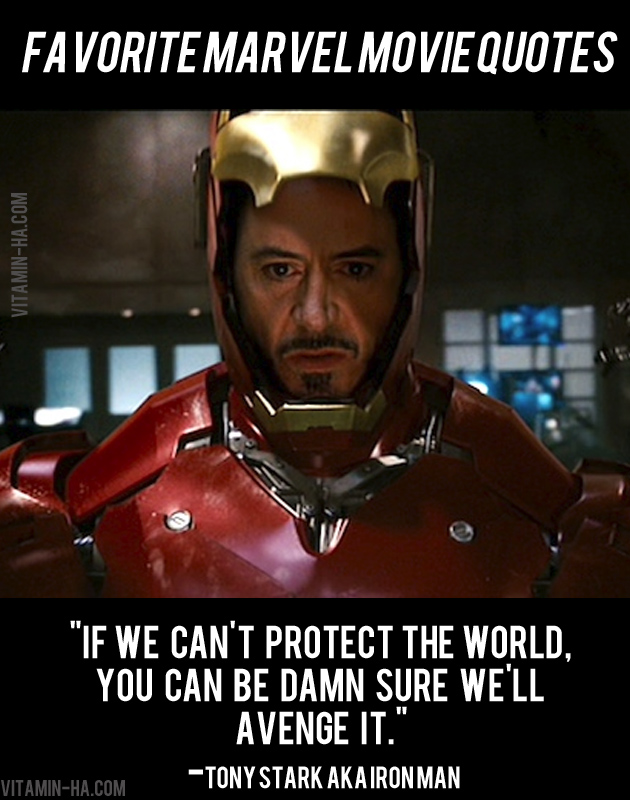 FAVORITE MARVEL MOVIE QUOTES
VITAMIN-HA.COM
"IF WE CAN'T PROTECT THE WORLD,
YOU CAN BE DAMN SURE WE'LL
AVENGE IT."
-TONY STARK AKA IRON MAN
VITAMIN-HA.COM